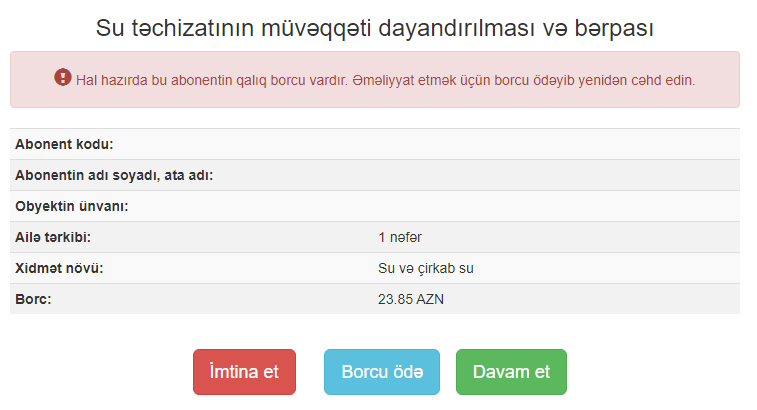 Su təchizatının müvəqqəti dayandırılması və bərpası
Hal hazırda bu abonentin qalıq borcu vardır. Əməliyyat etmək üçün borcu ödəyib yenidən cəhd edin.
Abonent kodu:
Abonentin adı soyadı, ata adı:
Obyektin ünvanı:
Ailə tərkibi: 1 nəfər
Xidmət növü: Su və çirkab su
Borc: 23.85 AZN
İmtina et Borcu ödə Davam et